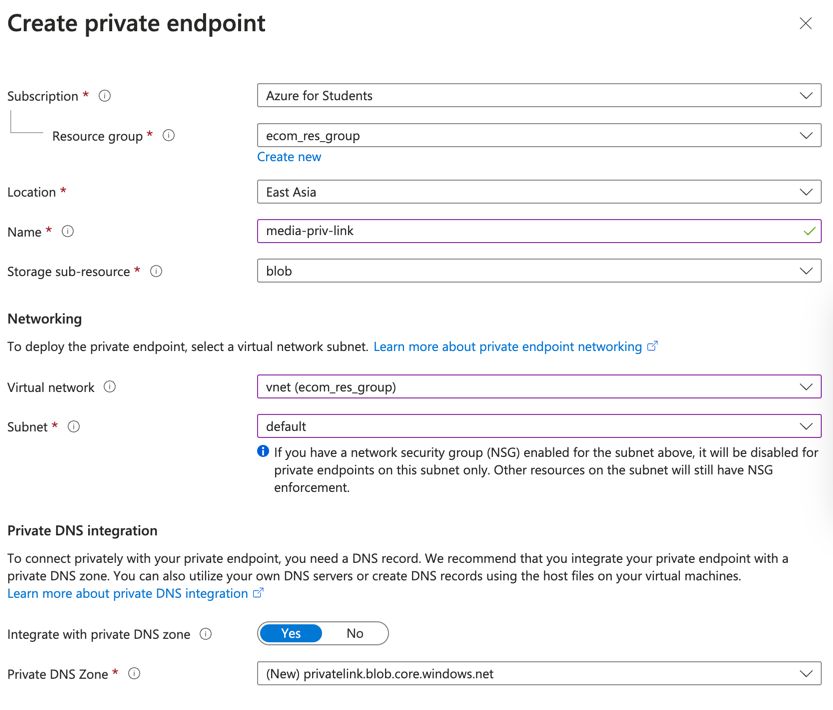 Create private endpoint
Subscription *
Azure for Students
Resource group *
ecom_res_group
Create new
Location *
East Asia
Name *
media-priv-link
Storage sub-resource *
blob
Networking
To deploy the private endpoint, select a virtual network subnet. Learn more about private endpoint networking
Virtual network
vnet (ecom_res_group)
Subnet *
default
If you have a network security group (NSG) enabled for the subnet above, it will be disabled for
private endpoints on this subnet only. Other resources on the subnet will still have NSG
enforcement.
Private DNS integration
To connect privately with your private endpoint, you need a DNS record. We recommend that you integrate your private endpoint with a
private DNS zone. You can also utilize your own DNS servers or create DNS records using the host files on your virtual machines.
Learn more about private DNS integration
Integrate with private DNS zone
Yes No
Private DNS Zone *
(New) privatelink.blob.core.windows.net